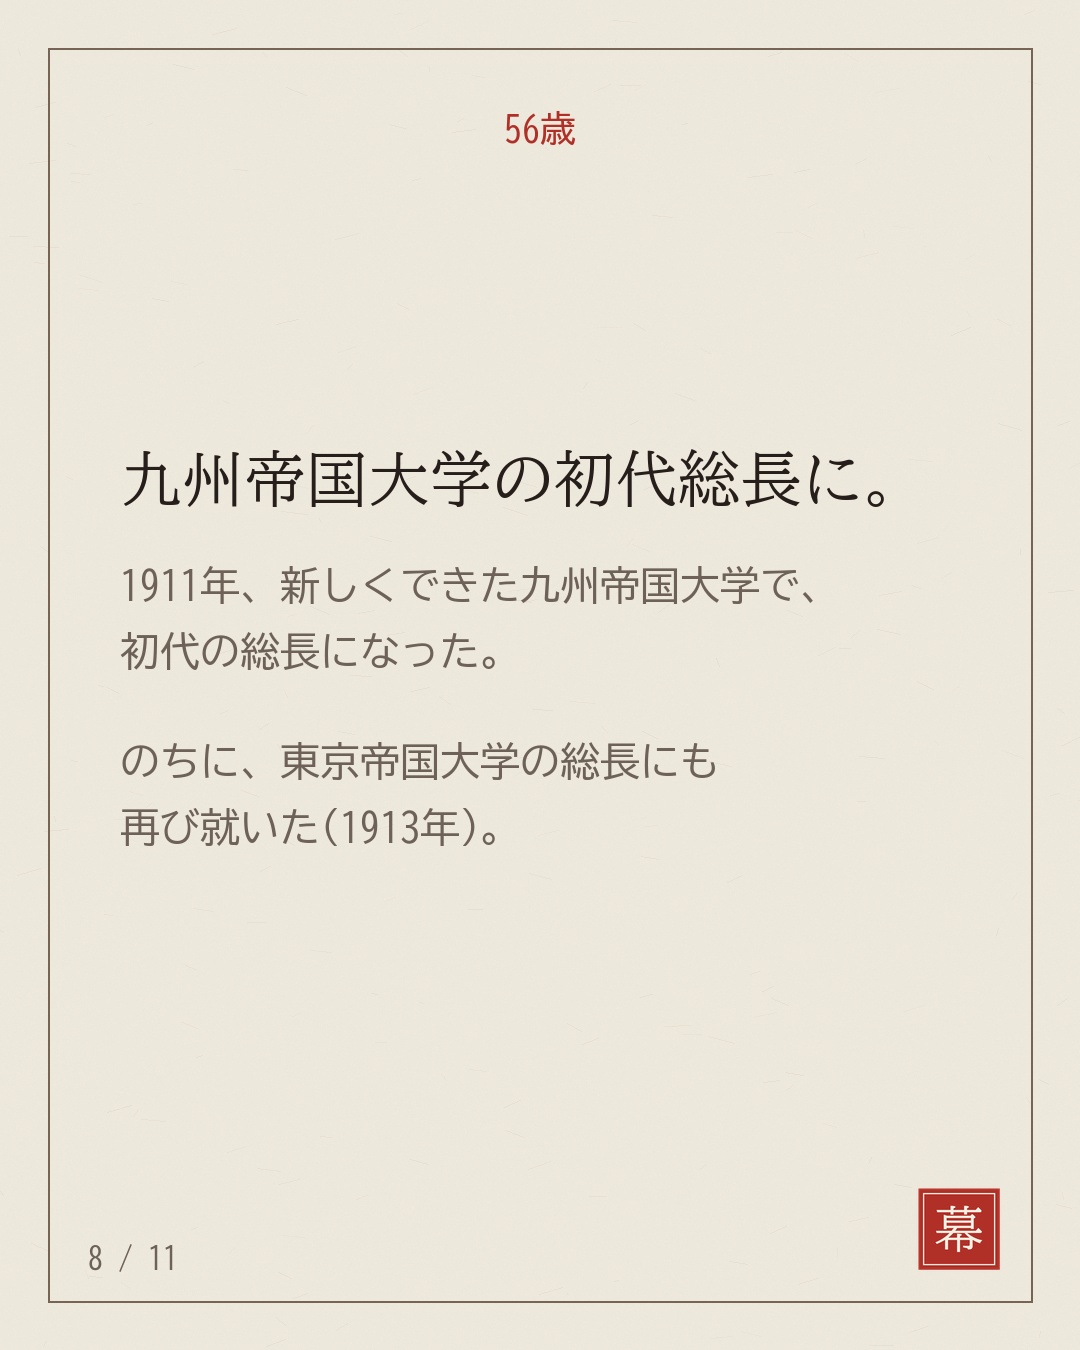 56歳
九州帝国大学の初代総長に。
1911年、新しくできた九州帝国大学で、
初代の総長になった。
のちに、東京帝国大学の総長にも
再び就いた(1913年)。
8 / 11
幕